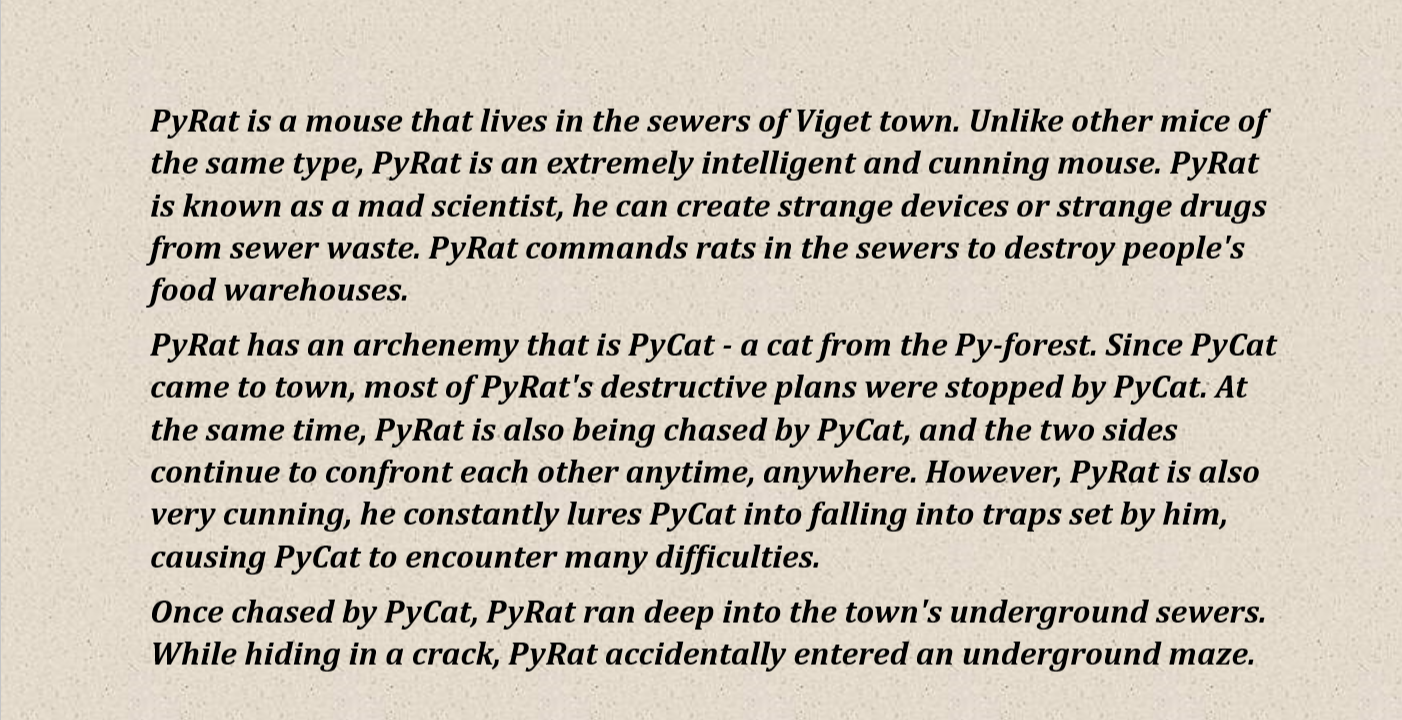 PyRat is a mouse that lives in the sewers of Viget town. Unlike other mice of
the same type, PyRat is an extremely intelligent and cunning mouse. PyRat
is known as a mad scientist, he can create strange devices or strange drugs
from sewer waste. PyRat commands rats in the sewers to destroy people's
food warehouses.
PyRat has an archenemy that is PyCat - a cat from the Py-forest. Since PyCat
came to town, most of PyRat's destructive plans were stopped by PyCat. At
the same time, PyRat is also being chased by PyCat, and the two sides
continue to confront each other anytime, anywhere. However, PyRat is also
very cunning, he constantly lures PyCat into falling into traps set by him,
causing PyCat to encounter many difficulties.
Once chased by PyCat, PyRat ran deep into the town's underground sewers.
While hiding in a crack, PyRat accidentally entered an underground maze.